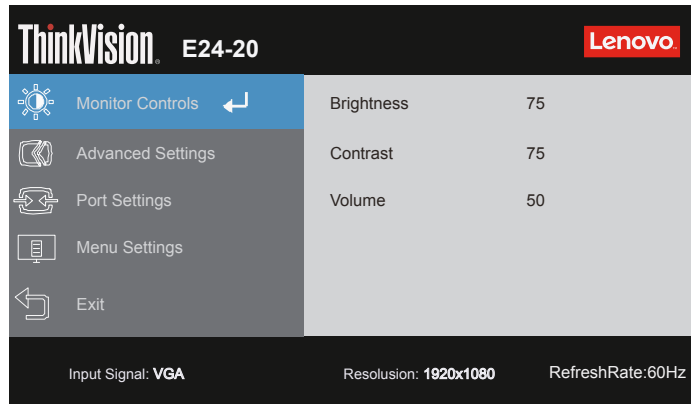 ThinkVision. E24-20 Lenovo.
Monitor Controls Brightness 75
Advanced Settings Contrast 75
Port Settings Volume 50
Menu Settings
Exit
Input Signal: VGA Resolusion: 1920x1080 RefreshRate:60Hz